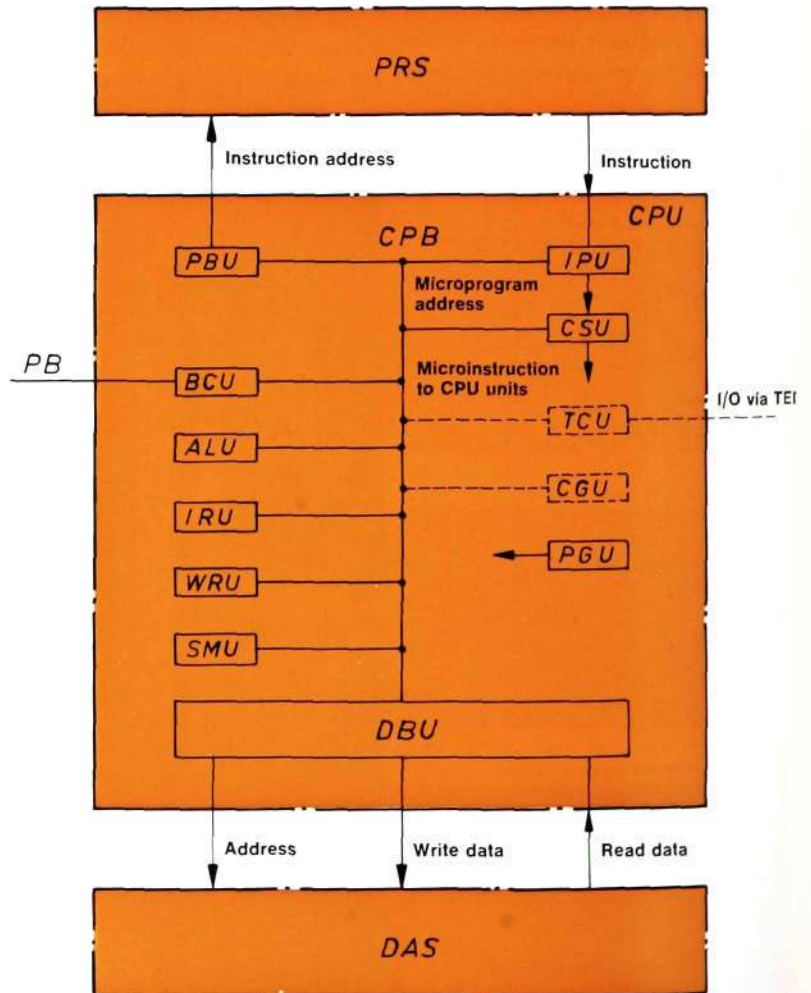 PRS
Instruction address
Instruction
CPU
CPB
PBU
IPU
Microprogram
address
CSU
PB
BCU
Microinstruction
to CPU units
I/O via TEI
TCU
ALU
CGU
IRU
PGU
WRU
SMU
DBU
Address
Write data
Read data
DAS